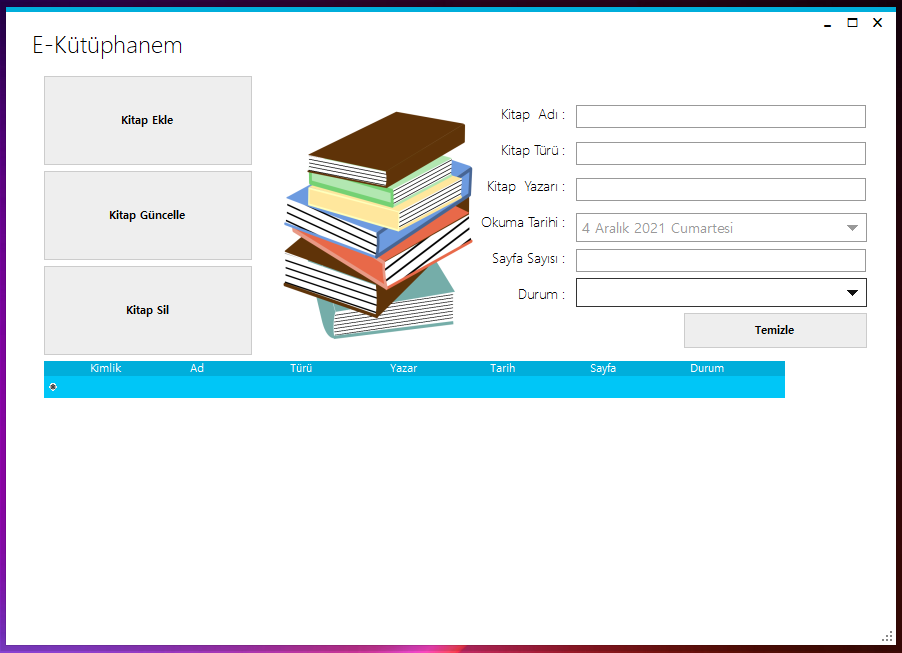 E-Kütüphanem
Kitap Ekle
Kitap Güncelle
Kitap Sil
Kitap Adı :
Kitap Türü :
Kitap Yazarı :
Okuma Tarihi : 4 Aralık 2021 Cumartesi
Sayfa Sayısı :
Durum :
Temizle
Kimlik Ad Türü Yazar Tarih Sayfa Durum